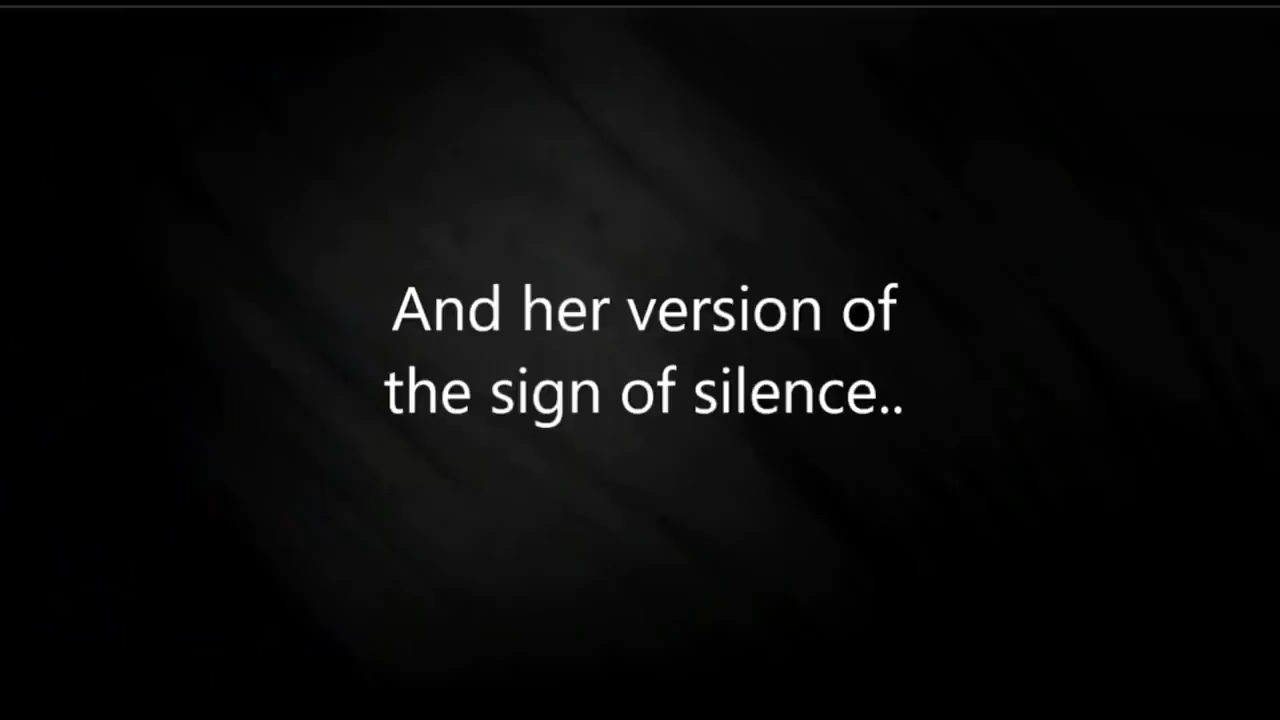 And her version of
the sign of silence..